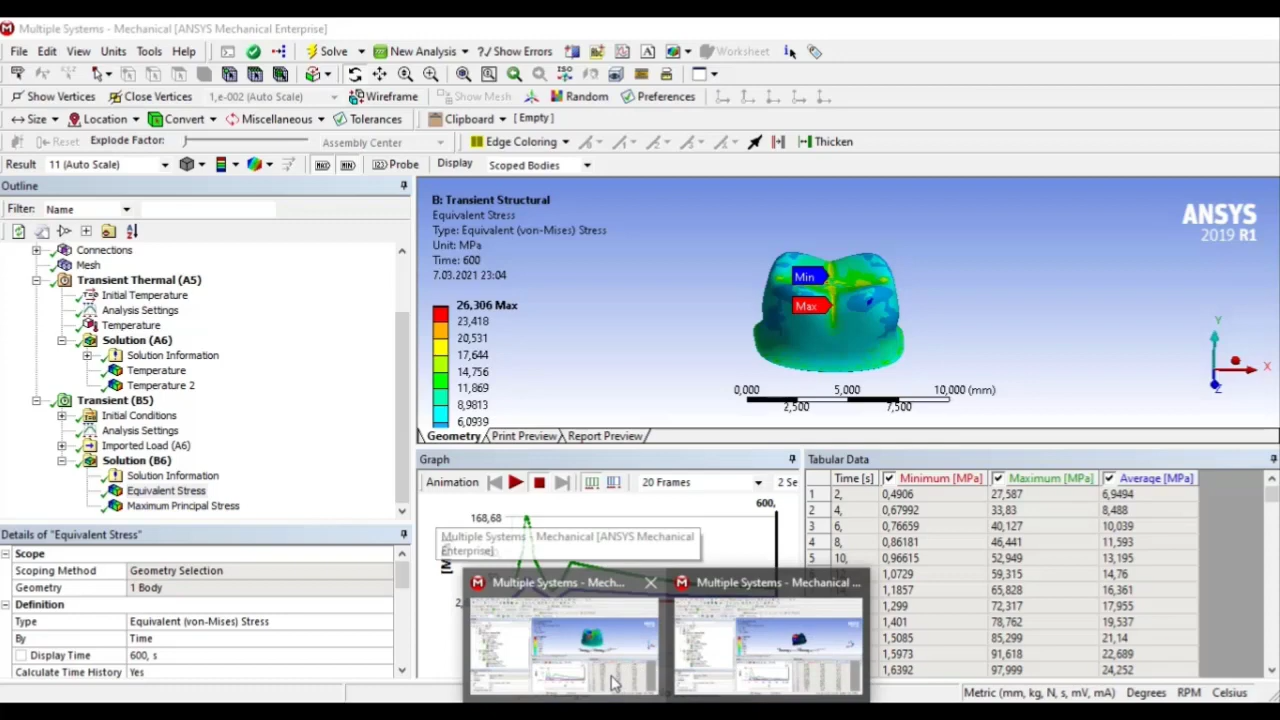 Multiple Systems - Mechanical [ANSYS Mechanical Enterprise]
File Edit View Units Tools Help Solve New Analysis ?/ Show Errors A Worksheet i
ISO
Show Vertices Close Vertices 1,e-002 (Auto Scale) Wireframe Show Mesh Random Preferences
Size Location Convert Miscellaneous Tolerances Clipboard [ Empty ]
Reset Explode Factor: Assembly Center Edge Coloring Thicken
Result 11 (Auto Scale) MAX MIN 123 Probe Display Scoped Bodies
Outline
Filter: Name
Connections
Mesh
Transient Thermal (A5)
Initial Temperature
Analysis Settings
Temperature
Solution (A6)
Solution Information
Temperature
Temperature 2
Transient (B5)
Initial Conditions
Analysis Settings
Imported Load (A6)
Solution (B6)
Solution Information
Equivalent Stress
Maximum Principal Stress
Details of "Equivalent Stress"
Scope
Scoping Method Geometry Selection
Geometry 1 Body
Definition
Type Equivalent (von-Mises) Stress
By Time
Display Time 600, s
Calculate Time History Yes
B: Transient Structural
Equivalent Stress
Type: Equivalent (von-Mises) Stress
Unit: MPa
Time: 600
7.03.2021 23:04
26,306 Max
23,418
20,531
17,644
14,756
11,869
8,9813
6,0939
Min
Max
ANSYS
2019 R1
0,000 5,000 10,000 (mm)
2,500 7,500
Y
X
Z
Geometry Print Preview Report Preview
Graph
Animation 20 Frames 2 Se
600,
168,68
Multiple Systems - Mechanical [ANSYS Mechanical
Enterprise]
Multiple Systems - Mech... Multiple Systems - Mechanical ...
Tabular Data
Time [s] Minimum [MPa] Maximum [MPa] Average [MPa]
1 2, 0,4906 27,587 6,9494
2 4, 0,67992 33,83 8,488
3 6, 0,76659 40,127 10,039
4 8, 0,86181 46,441 11,593
5 10, 0,96615 52,949 13,195
1,0729 59,315 14,76
1,1857 65,828 16,361
1,299 72,317 17,955
1,401 78,762 19,537
1,5085 85,299 21,14
1,5973 91,618 22,689
1,6392 97,999 24,252
Metric (mm, kg, N, s, mV, mA) Degrees RPM Celsius